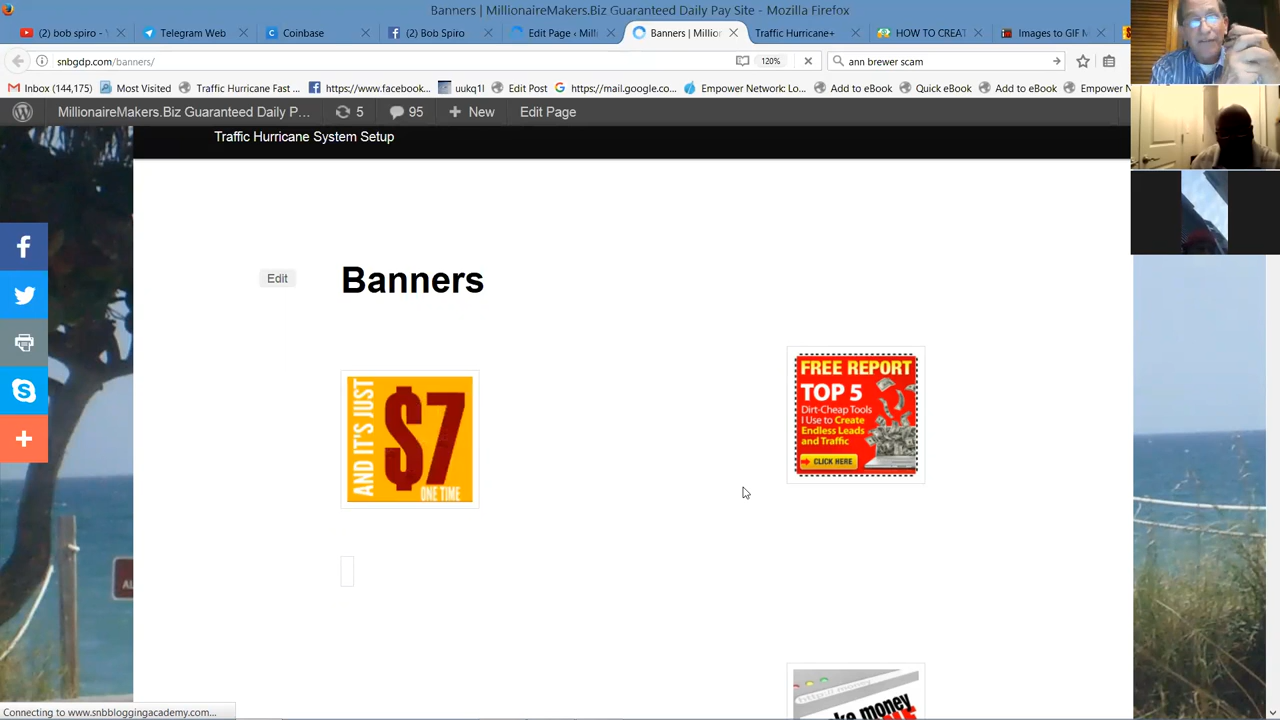 Banners | MillionaireMakers.Biz Guaranteed Daily Pay Site - Mozilla Firefox
(2) bob spiro -
Telegram Web
Coinbase
(2) Bob Spiro
Edit Page ‹ Milli
Banners | Million
Traffic Hurricane+
HOW TO CREAT
Images to GIF M
snbgdp.com/banners/
120%
ann brewer scam
Inbox (144,175)
Most Visited
Traffic Hurricane Fast ...
https://www.facebook...
uukq1l
Edit Post
https://mail.google.co...
Empower Network: Lo...
Add to eBook
Quick eBook
Add to eBook
Empower N
MillionaireMakers.Biz Guaranteed Daily P...
5
95
New
Edit Page
Traffic Hurricane System Setup
Edit
Banners
AND IT'S JUST
$7
ONE TIME
FREE REPORT
TOP 5
Dirt-Cheap Tools
I Use to Create
Endless Leads
and Traffic
CLICK HERE
money
Connecting to www.snbbloggingacademy.com...